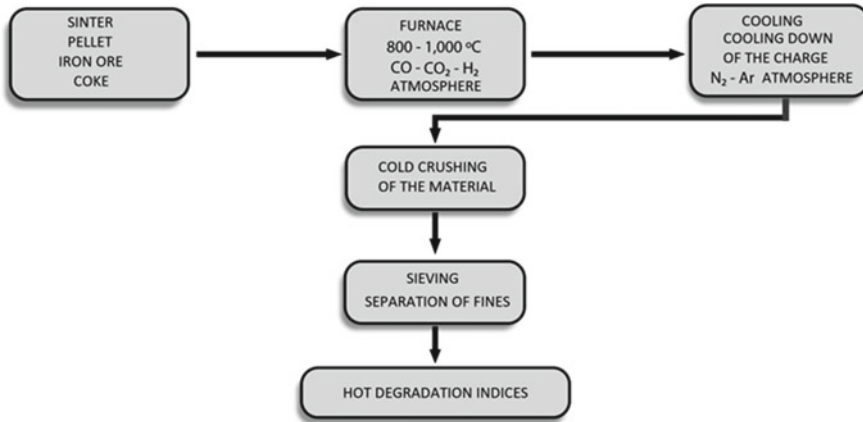 SINTER
PELLET
IRON ORE
COKE
FURNACE
800 - 1,000 ºC
CO - CO₂ - H₂
ATMOSPHERE
COOLING
COOLING DOWN
OF THE CHARGE
N₂ - Ar ATMOSPHERE
COLD CRUSHING
OF THE MATERIAL
SIEVING
SEPARATION OF FINES
HOT DEGRADATION INDICES